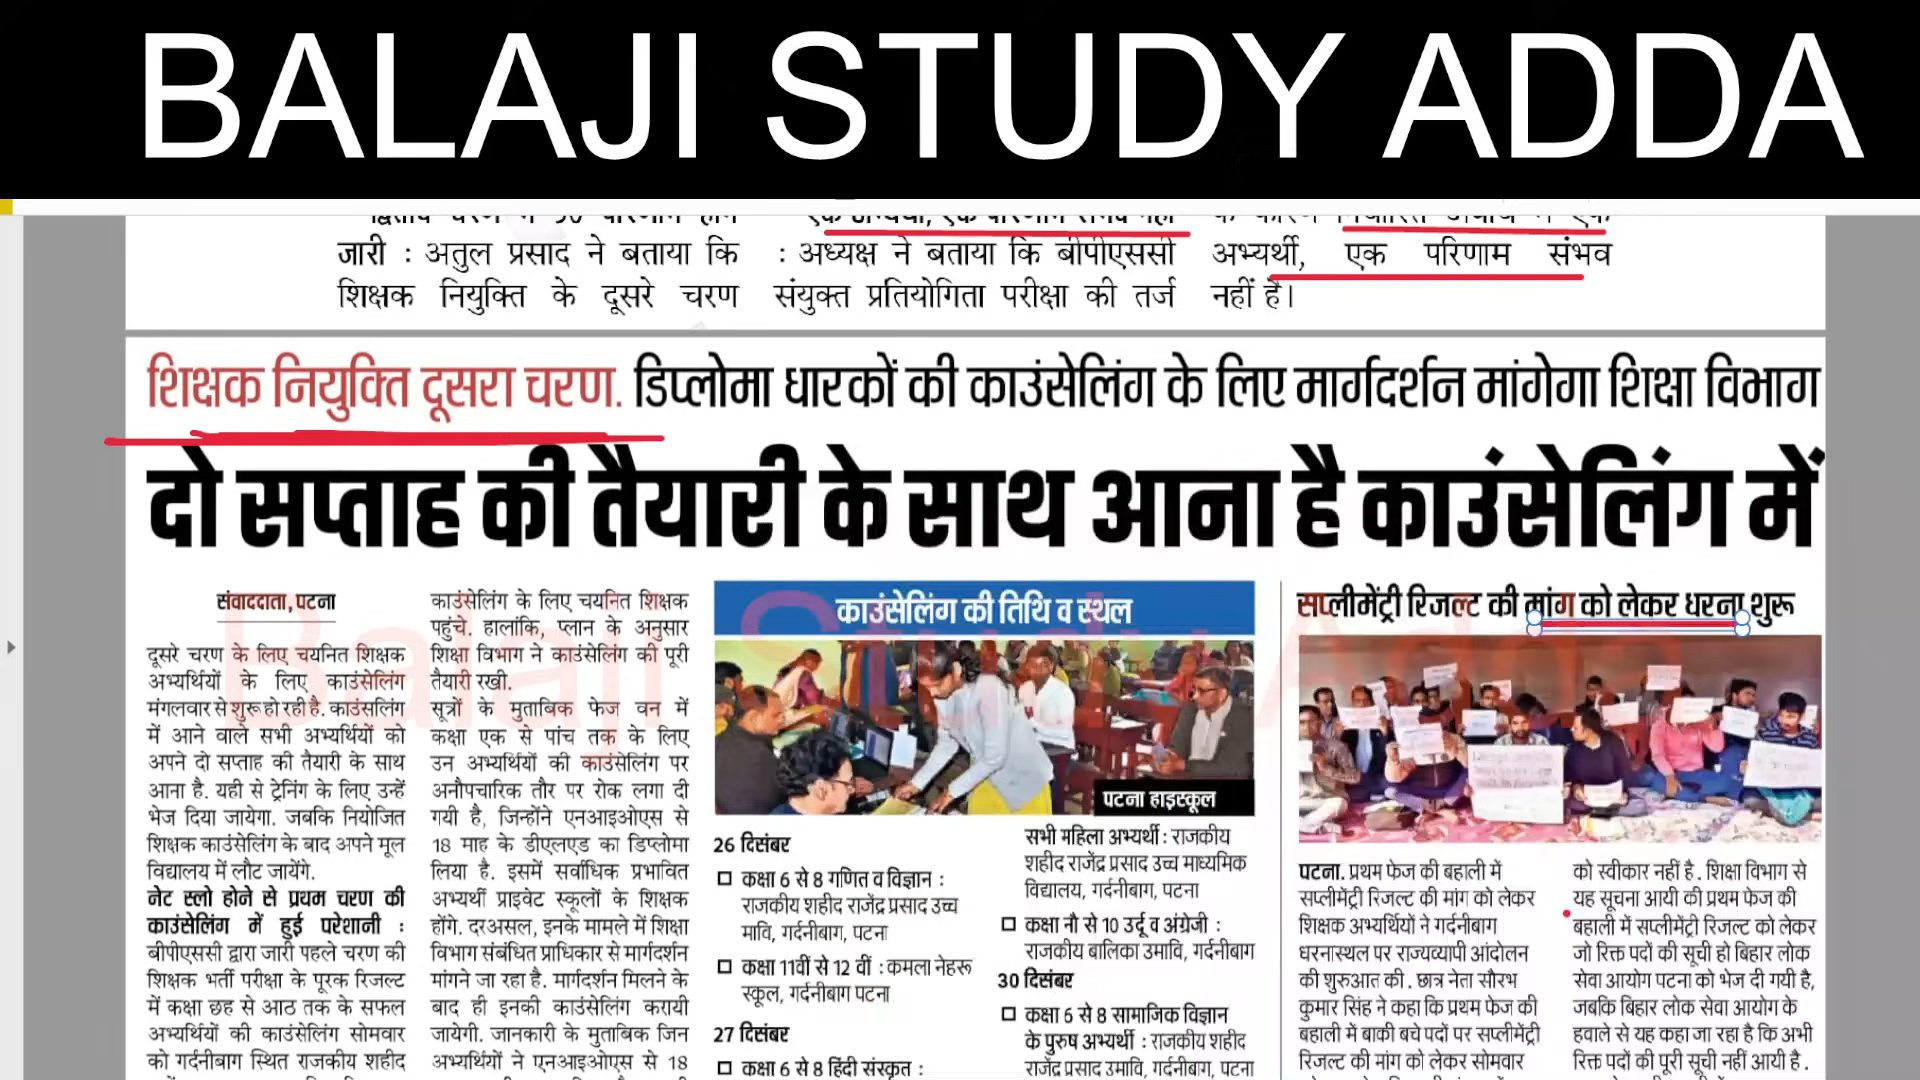 BALAJI STUDY ADDA
जारी : अतुल प्रसाद ने बताया कि
शिक्षक नियुक्ति के दूसरे चरण
: अध्यक्ष ने बताया कि बीपीएससी
संयुक्त प्रतियोगिता परीक्षा की तर्ज
अभ्यर्थी, एक परिणाम संभव
नहीं है।
शिक्षक नियुक्ति दूसरा चरण. डिप्लोमा धारकों की काउंसेलिंग के लिए मार्गदर्शन मांगेगा शिक्षा विभाग
दो सप्ताह की तैयारी के साथ आना है काउंसेलिंग में
संवाददाता, पटना
दूसरे चरण के लिए चयनित शिक्षक
अभ्यर्थियों के लिए काउंसेलिंग
मंगलवार से शुरू हो रही है. काउंसलिंग
में आने वाले सभी अभ्यर्थियों को
अपने दो सप्ताह की तैयारी के साथ
आना है. यही से ट्रेनिंग के लिए उन्हें
भेज दिया जायेगा. जबकि नियोजित
शिक्षक काउंसेलिंग के बाद अपने मूल
विद्यालय में लौट जायेंगे.
नेट स्लो होने से प्रथम चरण की
काउंसेलिंग में हुई परेशानी :
बीपीएससी द्वारा जारी पहले चरण की
शिक्षक भर्ती परीक्षा के पूरक रिजल्ट
में कक्षा छह से आठ तक के सफल
अभ्यर्थियों की काउंसेलिंग सोमवार
को गर्दनीबाग स्थित राजकीय शहीद
काउंसेलिंग के लिए चयनित शिक्षक
पहुंचे. हालांकि, प्लान के अनुसार
शिक्षा विभाग ने काउंसेलिंग की पूरी
तैयारी रखी.
सूत्रों के मुताबिक फेज वन में
कक्षा एक से पांच तक के लिए
उन अभ्यर्थियों की काउंसेलिंग पर
अनौपचारिक तौर पर रोक लगा दी
गयी है, जिन्होंने एनआइओएस से
18 माह के डीएलएड का डिप्लोमा
लिया है. इसमें सर्वाधिक प्रभावित
अभ्यर्थी प्राइवेट स्कूलों के शिक्षक
होंगे. दरअसल, इनके मामले में शिक्षा
विभाग संबंधित प्राधिकार से मार्गदर्शन
मांगने जा रहा है. मार्गदर्शन मिलने के
बाद ही इनकी काउंसेलिंग करायी
जायेगी. जानकारी के मुताबिक जिन
अभ्यर्थियों ने एनआइओएस से 18
काउंसेलिंग की तिथि व स्थल
पटना हाइस्कूल
26 दिसंबर
कक्षा 6 से 8 गणित व विज्ञान :
राजकीय शहीद राजेंद्र प्रसाद उच्च
मावि, गर्दनीबाग, पटना
कक्षा 11वीं से 12 वीं : कमला नेहरू
स्कूल, गर्दनीबाग पटना
27 दिसंबर
कक्षा 6 से 8 हिंदी संस्कृत :
सभी महिला अभ्यर्थी : राजकीय
शहीद राजेंद्र प्रसाद उच्च माध्यमिक
विद्यालय, गर्दनीबाग, पटना
कक्षा नौ से 10 उर्दू व अंग्रेजी :
राजकीय बालिका उमावि, गर्दनीबाग
30 दिसंबर
कक्षा 6 से 8 सामाजिक विज्ञान
के पुरुष अभ्यर्थी : राजकीय शहीद
राजेंद्र प्रसाद उमावि, गर्दनीबाग, पटना
सप्लीमेंट्री रिजल्ट की मांग को लेकर धरना शुरू
पटना. प्रथम फेज की बहाली में
सप्लीमेंट्री रिजल्ट की मांग को लेकर
शिक्षक अभ्यर्थियों ने गर्दनीबाग
धरनास्थल पर राज्यव्यापी आंदोलन
की शुरुआत की. छात्र नेता सौरभ
कुमार सिंह ने कहा कि प्रथम फेज की
बहाली में बाकी बचे पदों पर सप्लीमेंट्री
रिजल्ट की मांग को लेकर सोमवार
को स्वीकार नहीं है. शिक्षा विभाग से
यह सूचना आयी की प्रथम फेज की
बहाली में सप्लीमेंट्री रिजल्ट को लेकर
जो रिक्त पदों की सूची हो बिहार लोक
सेवा आयोग पटना को भेज दी गयी है,
जबकि बिहार लोक सेवा आयोग के
हवाले से यह कहा जा रहा है कि अभी
रिक्त पदों की पूरी सूची नहीं आयी है.
Balaji Study Adda